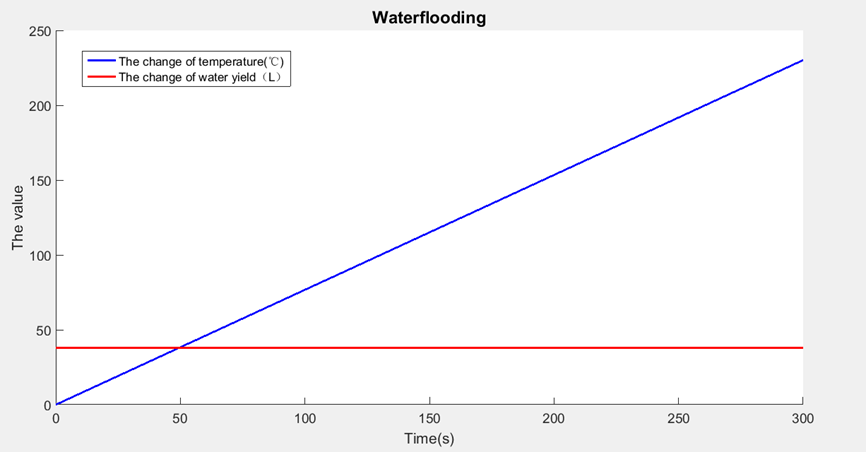 Waterflooding
250
The change of temperature(℃)
The change of water yield（L）
200
150
The value
100
50
0
0 50 100 150 200 250 300
Time(s)